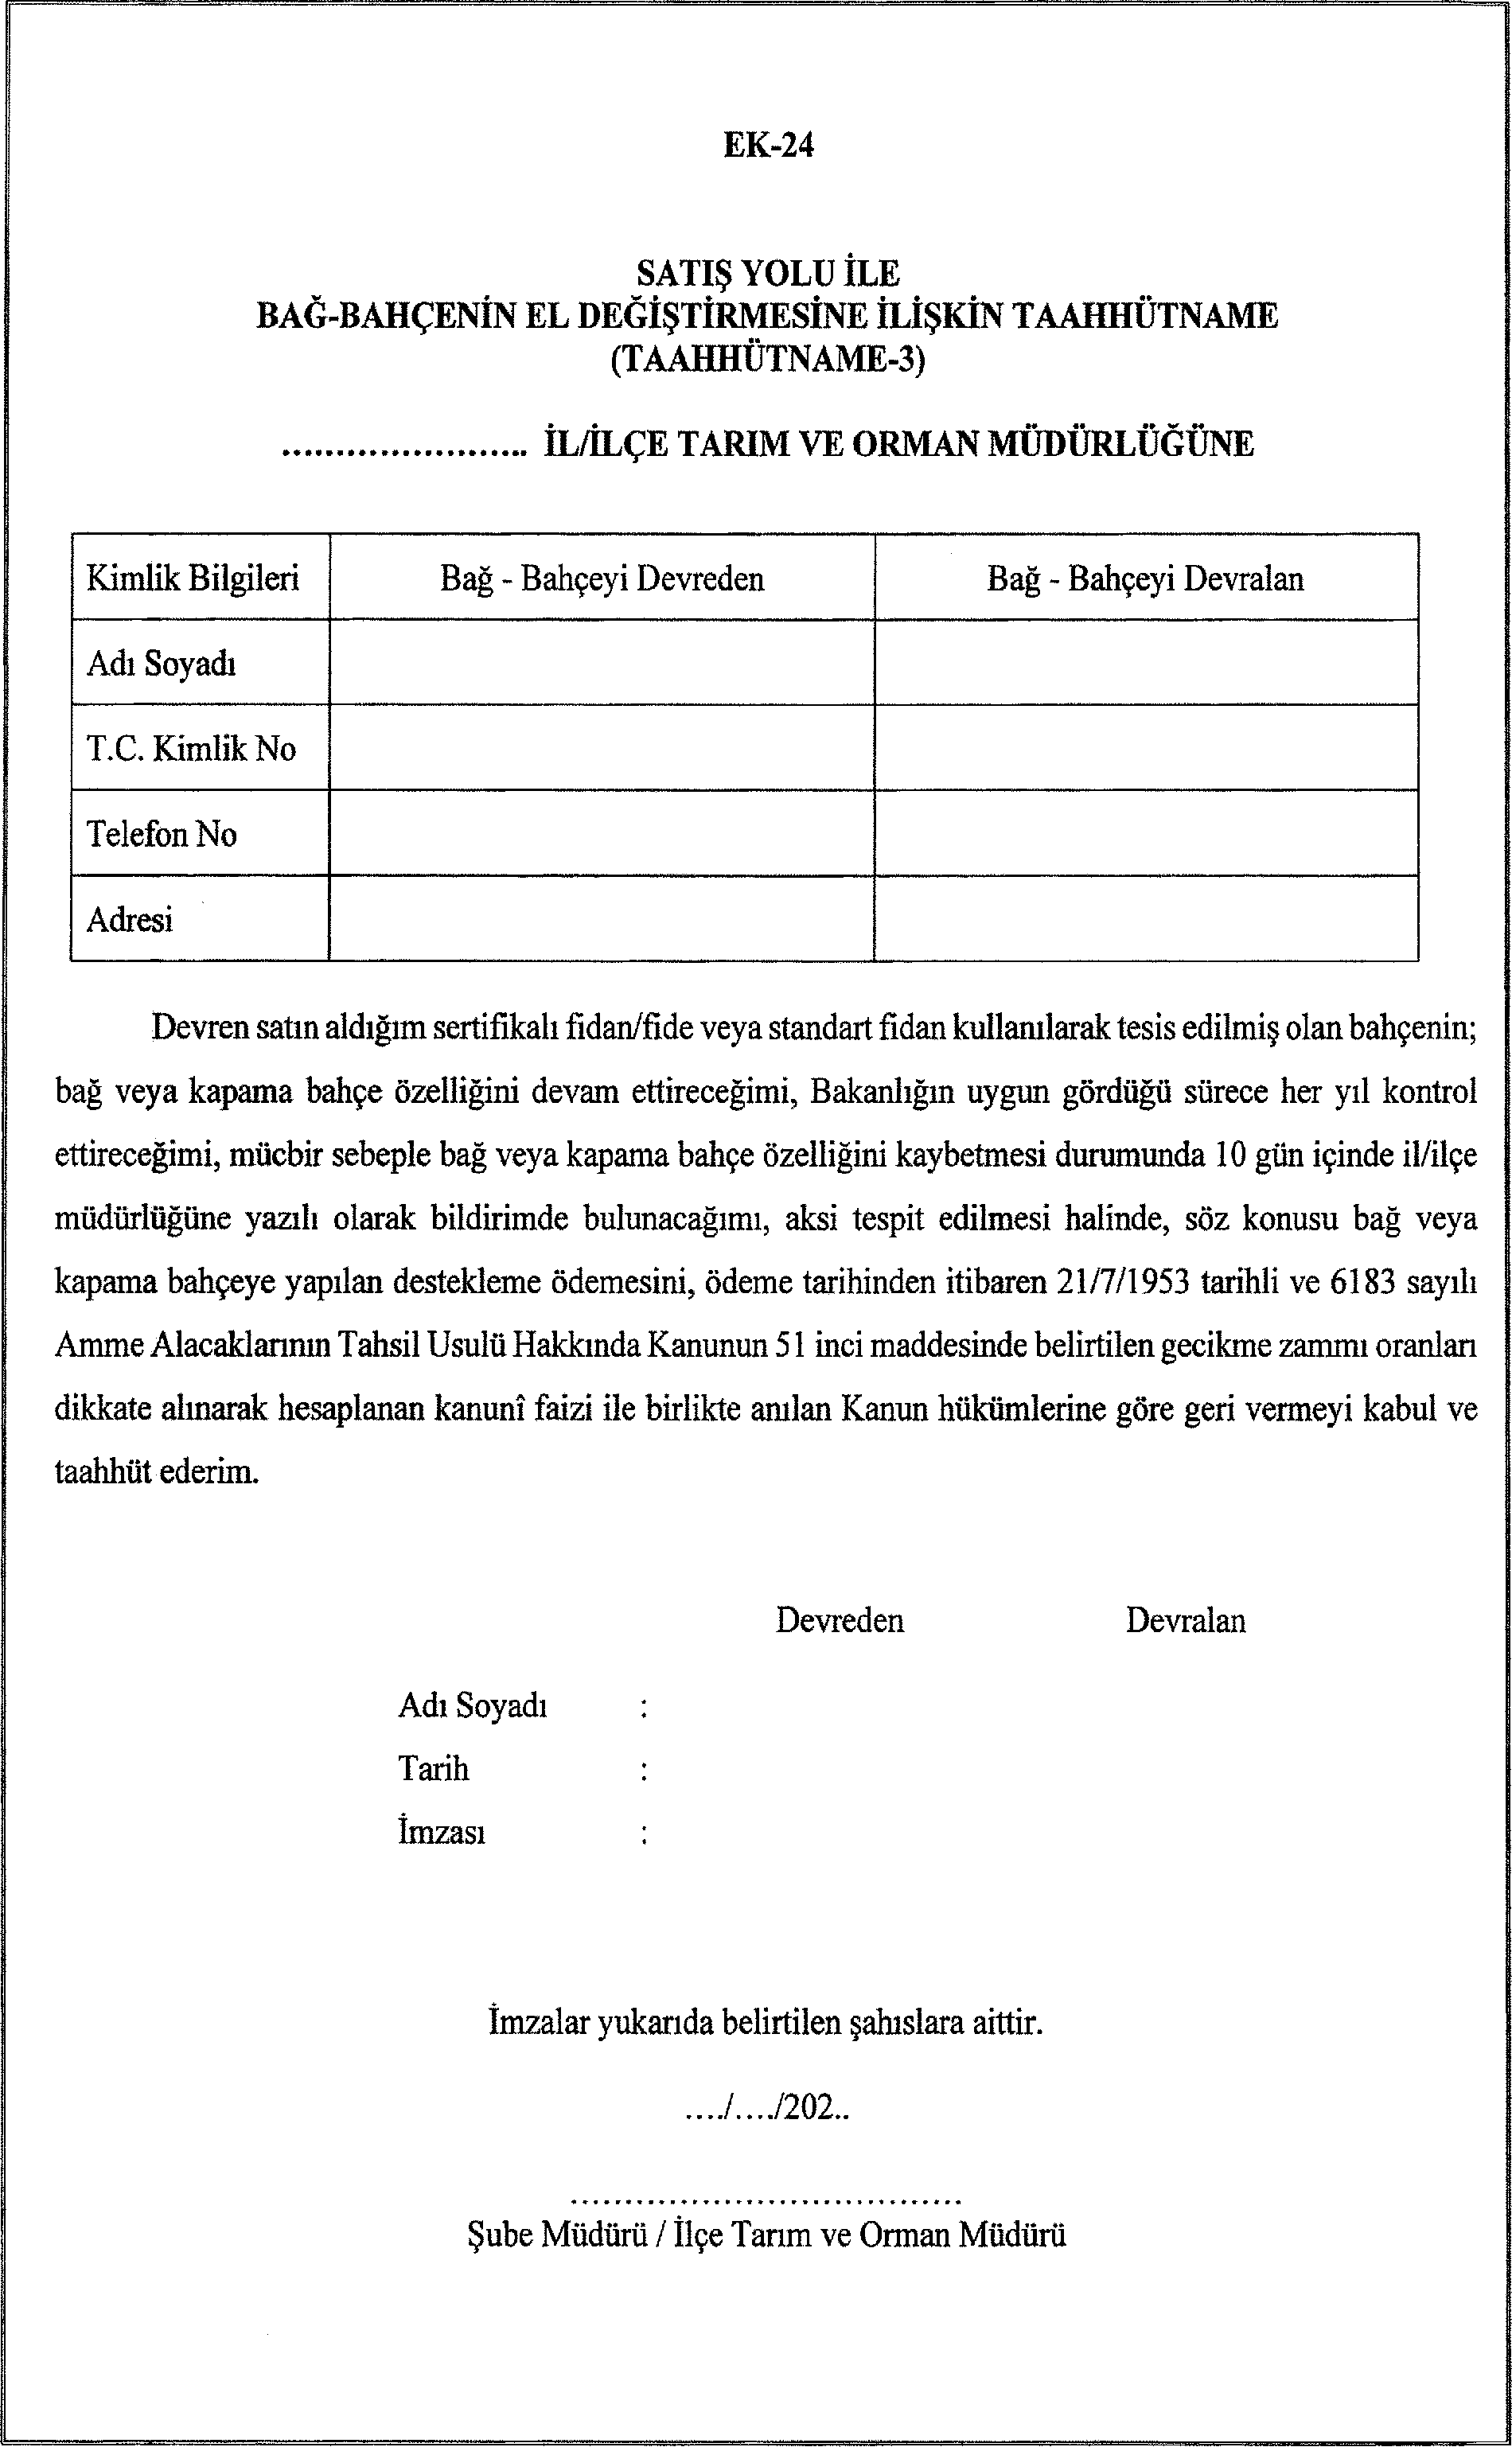 EK-24
SATIŞ YOLU İLE
BAĞ-BAHÇENİN EL DEĞİŞTİRMESİNE İLİŞKİN TAAHHÜTNAME
(TAAHHÜTNAME-3)
....................... İL/İLÇE TARIM VE ORMAN MÜDÜRLÜĞÜNE
Kimlik Bilgileri Bağ - Bahçeyi Devreden Bağ - Bahçeyi Devralan
Adı Soyadı
T.C. Kimlik No
Telefon No
Adresi
Devren satın aldığım sertifikalı fidan/fide veya standart fidan kullanılarak tesis edilmiş olan bahçenin;
bağ veya kapama bahçe özelliğini devam ettireceğimi, Bakanlığın uygun gördüğü sürece her yıl kontrol
ettireceğimi, mücbir sebeple bağ veya kapama bahçe özelliğini kaybetmesi durumunda 10 gün içinde il/ilçe
müdürlüğüne yazılı olarak bildirimde bulunacağımı, aksi tespit edilmesi halinde, söz konusu bağ veya
kapama bahçeye yapılan destekleme ödemesini, ödeme tarihinden itibaren 21/7/1953 tarihli ve 6183 sayılı
Amme Alacaklarının Tahsil Usulü Hakkında Kanunun 51 inci maddesinde belirtilen gecikme zammı oranları
dikkate alınarak hesaplanan kanunî faizi ile birlikte anılan Kanun hükümlerine göre geri vermeyi kabul ve
taahhüt ederim.
Devreden Devralan
Adı Soyadı :
Tarih :
İmzası :
İmzalar yukarıda belirtilen şahıslara aittir.
…./…./202..
....................................
Şube Müdürü / İlçe Tarım ve Orman Müdürü